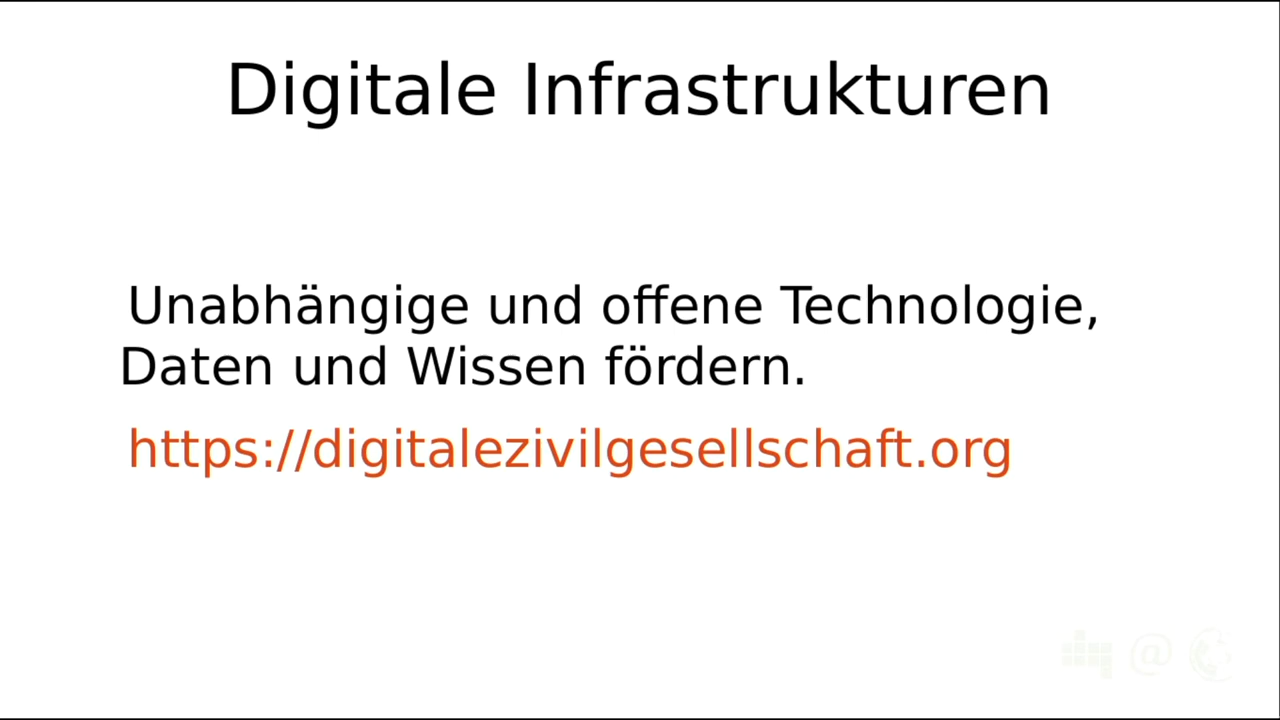 Digitale Infrastrukturen
Unabhängige und offene Technologie,
Daten und Wissen fördern.
https://digitalezivilgesellschaft.org